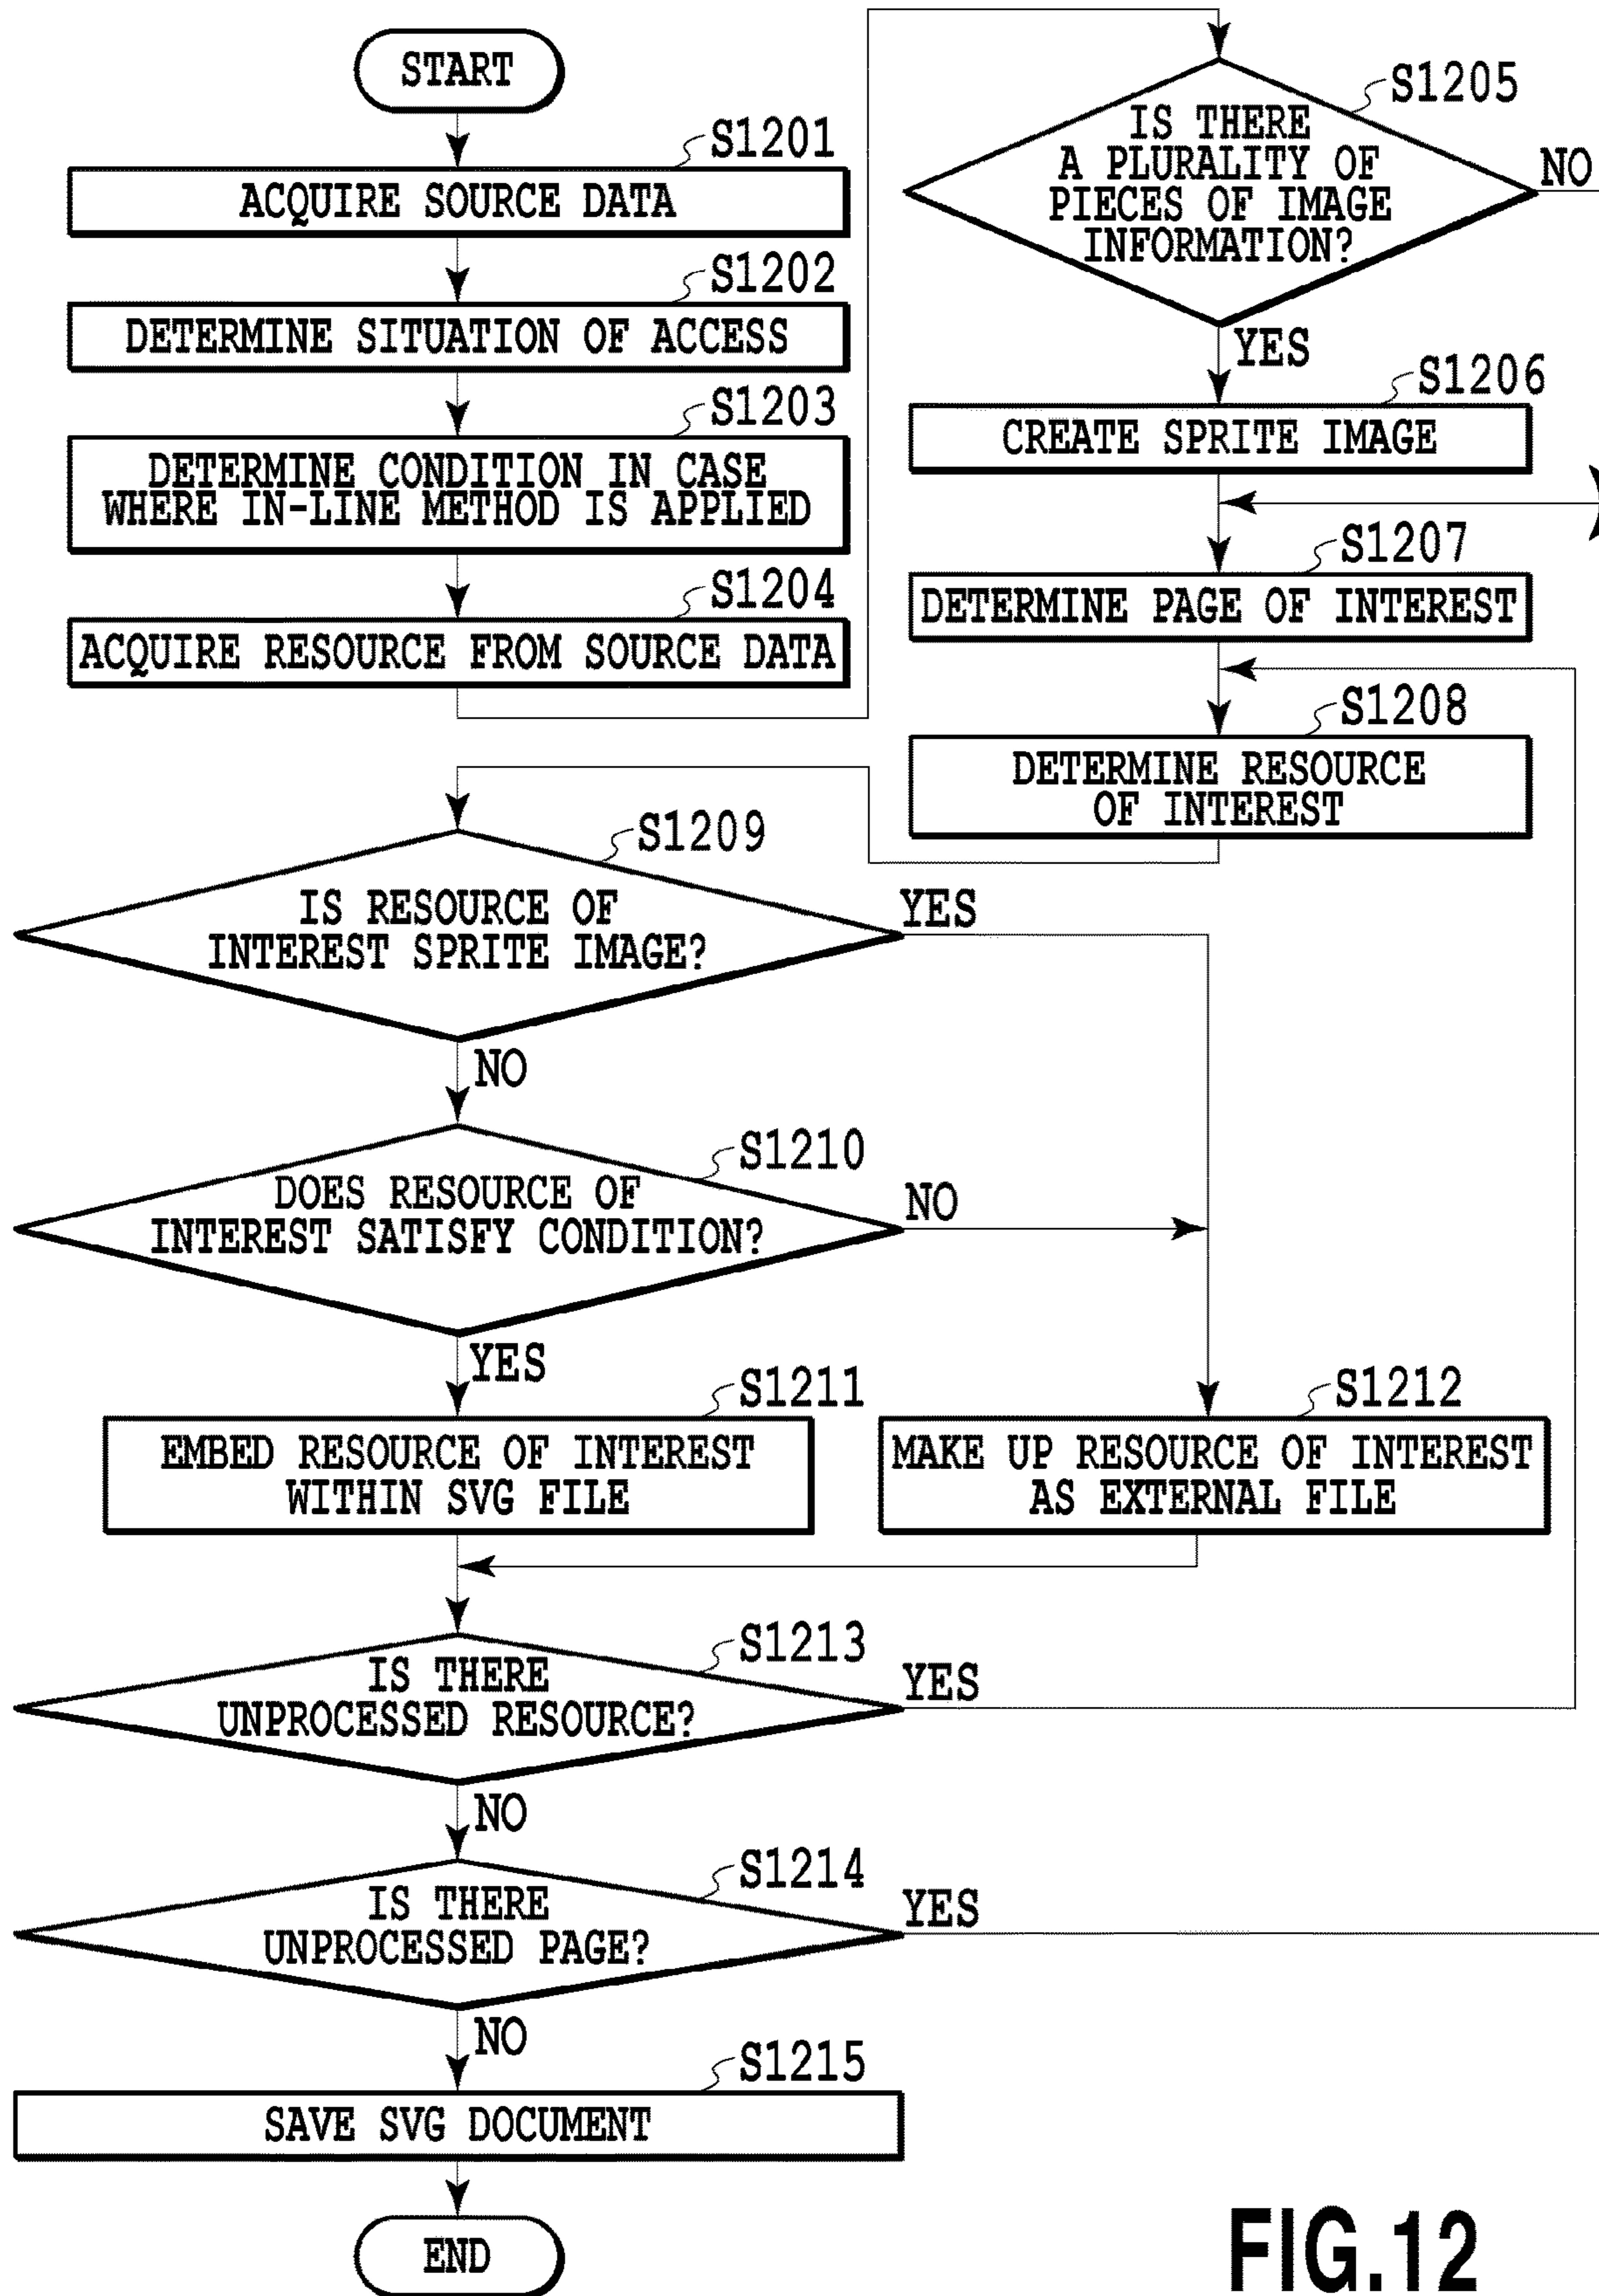 START
S1201
ACQUIRE SOURCE DATA
S1202
DETERMINE SITUATION OF ACCESS
S1203
DETERMINE CONDITION IN CASE
WHERE IN-LINE METHOD IS APPLIED
S1204
ACQUIRE RESOURCE FROM SOURCE DATA
S1205
IS THERE
A PLURALITY OF
PIECES OF IMAGE
INFORMATION?
NO
YES
S1206
CREATE SPRITE IMAGE
S1207
DETERMINE PAGE OF INTEREST
S1208
DETERMINE RESOURCE
OF INTEREST
S1209
IS RESOURCE OF
INTEREST SPRITE IMAGE?
YES
NO
S1210
DOES RESOURCE OF
INTEREST SATISFY CONDITION?
NO
YES
S1211
EMBED RESOURCE OF INTEREST
WITHIN SVG FILE
S1212
MAKE UP RESOURCE OF INTEREST
AS EXTERNAL FILE
S1213
IS THERE
UNPROCESSED RESOURCE?
YES
NO
S1214
IS THERE
UNPROCESSED PAGE?
YES
NO
S1215
SAVE SVG DOCUMENT
END
FIG.12